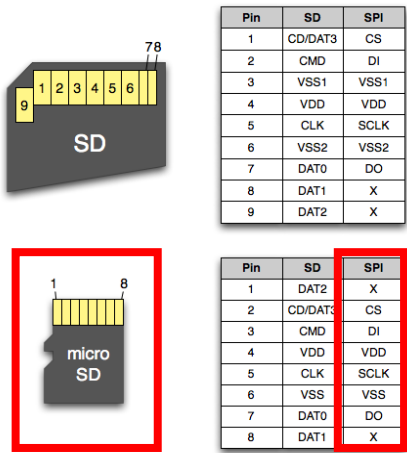 78
1 2 3 4 5 6
9
SD
Pin SD SPI
1 CD/DAT3 CS
2 CMD DI
3 VSS1 VSS1
4 VDD VDD
5 CLK SCLK
6 VSS2 VSS2
7 DAT0 DO
8 DAT1 X
9 DAT2 X
1 8
micro
SD
Pin SD SPI
1 DAT2 X
2 CD/DAT3 CS
3 CMD DI
4 VDD VDD
5 CLK SCLK
6 VSS VSS
7 DAT0 DO
8 DAT1 X